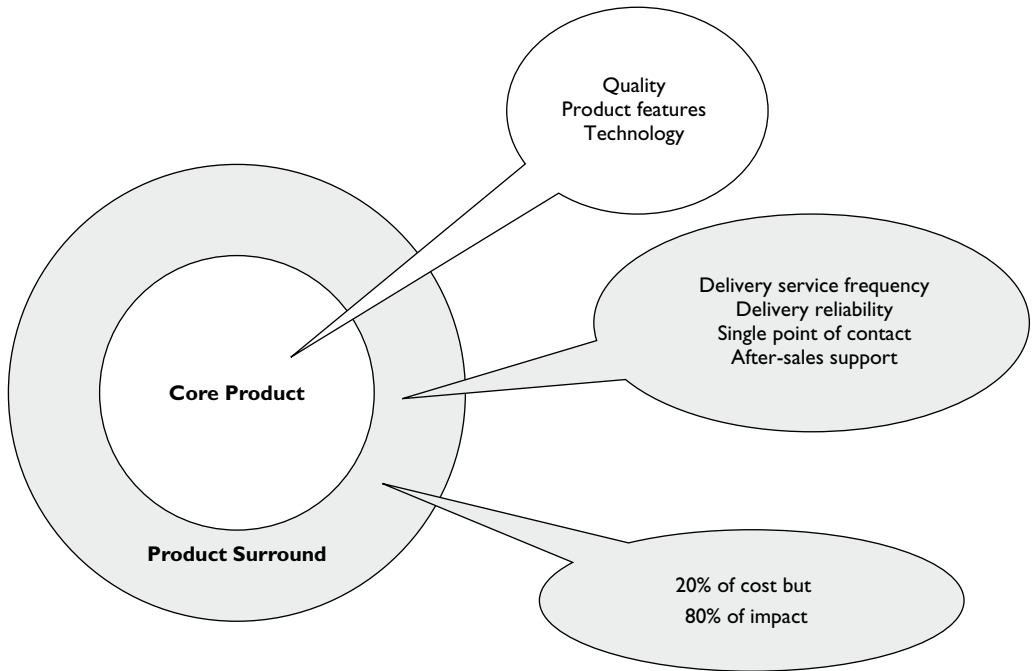 Quality
Product features
Technology
Delivery service frequency
Delivery reliability
Single point of contact
After-sales support
Core Product
Product Surround
20% of cost but
80% of impact